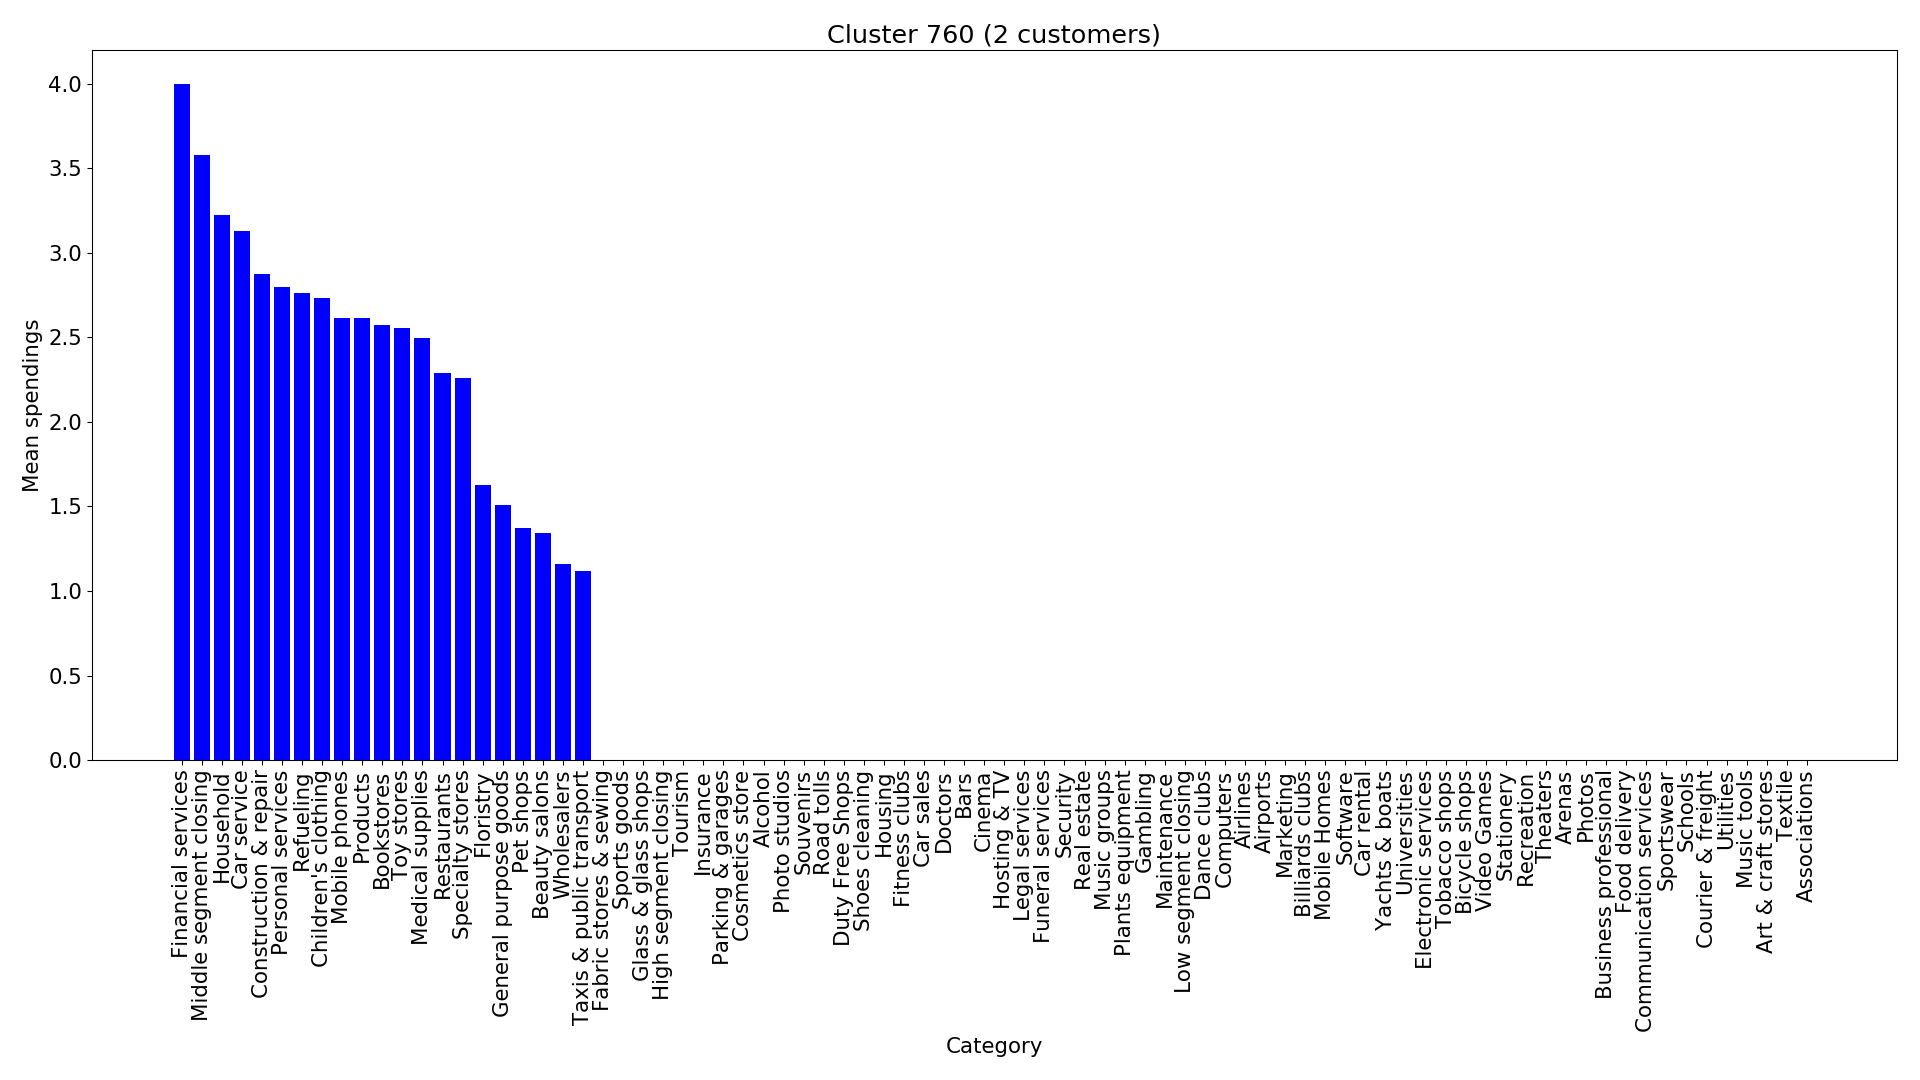 Cluster 760 (2 customers)
Mean spendings
4.0
3.5
3.0
2.5
2.0
1.5
1.0
0.5
0.0
Financial services
Middle segment closing
Household
Car service
Construction & repair
Personal services
Refueling
Children's clothing
Mobile phones
Products
Bookstores
Toy stores
Medical supplies
Restaurants
Specialty stores
Floristry
General purpose goods
Pet shops
Beauty salons
Wholesalers
Taxis & public transport
Fabric stores & sewing
Sports goods
Glass & glass shops
High segment closing
Tourism
Insurance
Parking & garages
Cosmetics store
Alcohol
Photo studios
Souvenirs
Road tolls
Duty Free Shops
Shoes cleaning
Housing
Fitness clubs
Car sales
Doctors
Bars
Cinema
Hosting & TV
Legal services
Funeral services
Security
Real estate
Music groups
Plants equipment
Gambling
Maintenance
Low segment closing
Dance clubs
Computers
Airlines
Airports
Marketing
Billiards clubs
Mobile Homes
Software
Car rental
Yachts & boats
Universities
Electronic services
Tobacco shops
Bicycle shops
Video Games
Stationery
Recreation
Theaters
Arenas
Photos
Business professional
Food delivery
Communication services
Sportswear
Schools
Courier & freight
Utilities
Music tools
Art & craft stores
Textile
Associations
Category